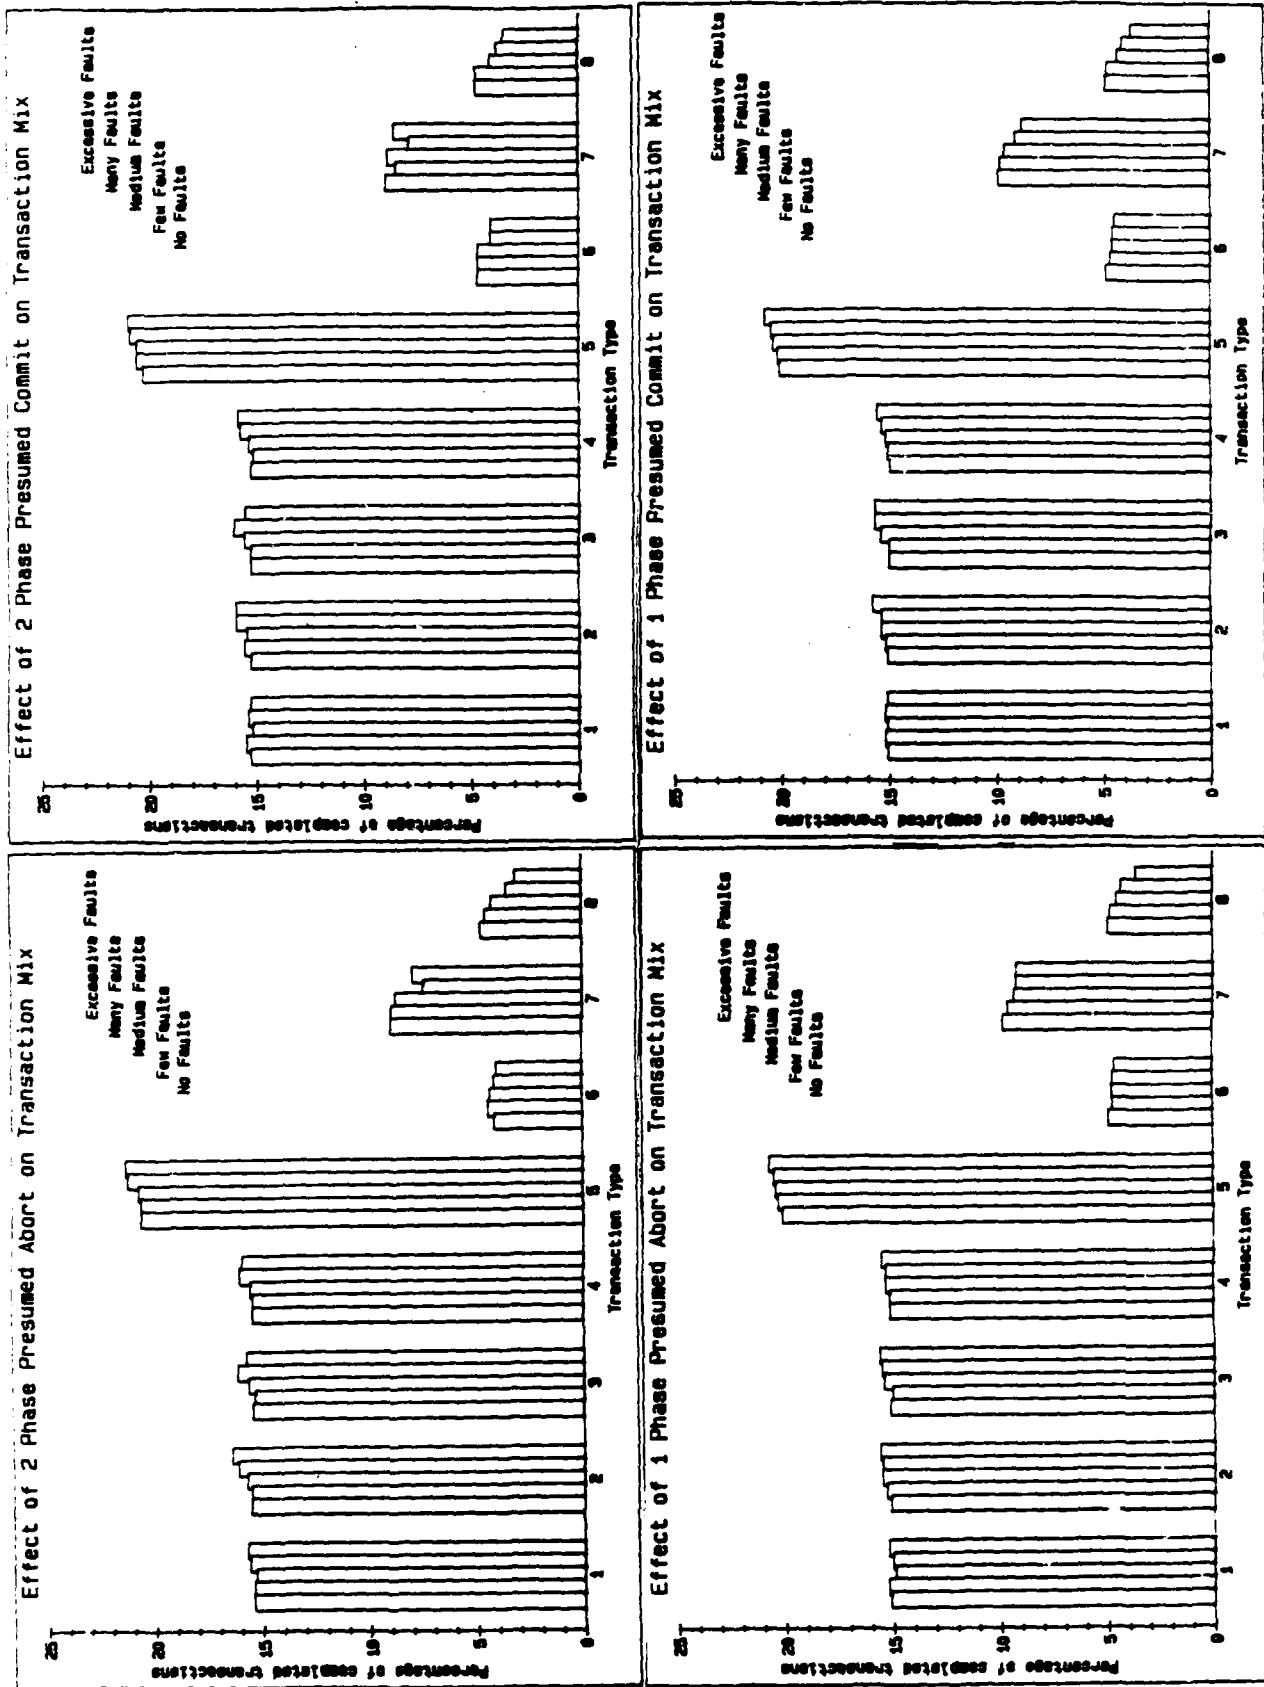 Effect of 2 Phase Presumed Abort on Transaction Mix
Excessive Faults
Many Faults
Medium Faults
Few Faults
No Faults
Percentage of completed transactions
25
20
15
10
5
0
1
2
3
4
5
6
7
8
Transaction Type
Effect of 2 Phase Presumed Commit on Transaction Mix
Excessive Faults
Many Faults
Medium Faults
Few Faults
No Faults
Percentage of completed transactions
25
20
15
10
5
0
1
2
3
4
5
6
7
8
Transaction Type
Effect of 1 Phase Presumed Abort on Transaction Mix
Excessive Faults
Many Faults
Medium Faults
Few Faults
No Faults
Percentage of completed transactions
25
20
15
10
5
0
1
2
3
4
5
6
7
8
Transaction Type
Effect of 1 Phase Presumed Commit on Transaction Mix
Excessive Faults
Many Faults
Medium Faults
Few Faults
No Faults
Percentage of completed transactions
25
20
15
10
5
0
1
2
3
4
5
6
7
8
Transaction Type